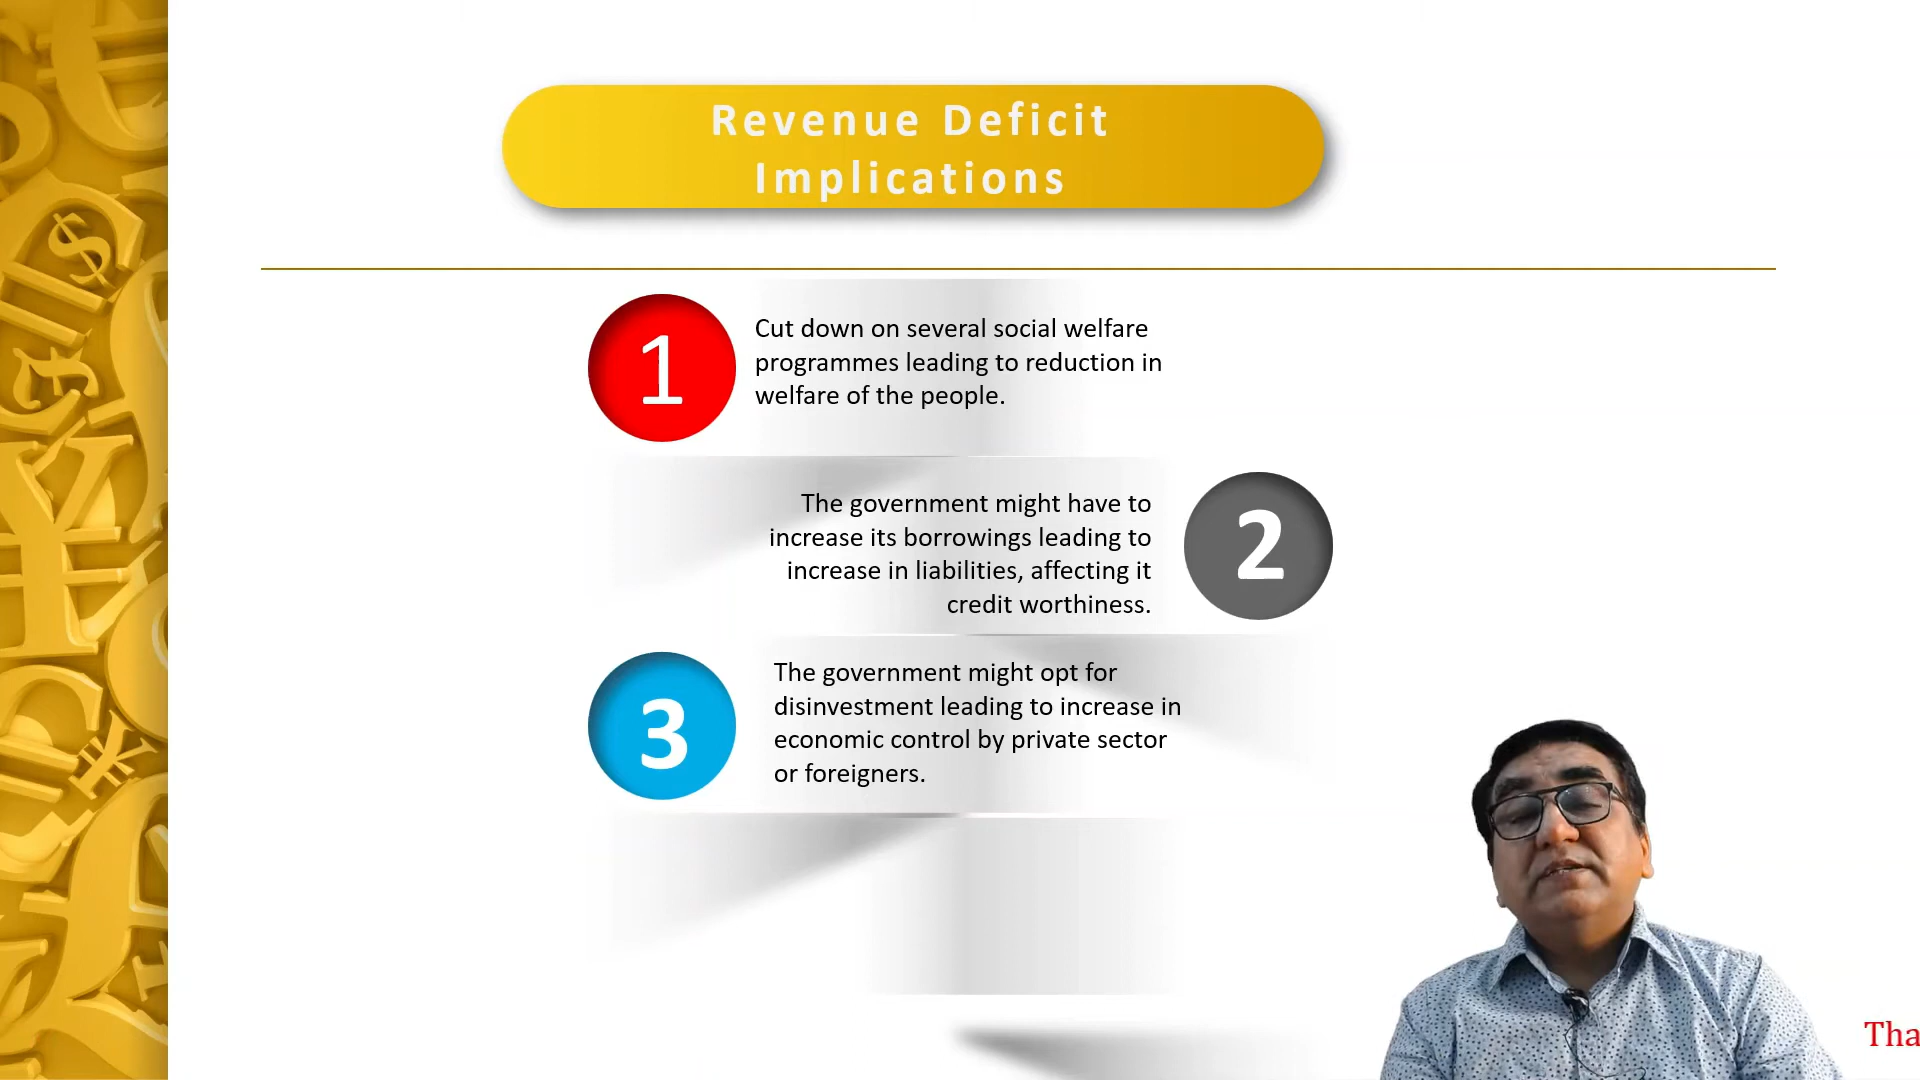 Revenue Deficit
Implications
1
Cut down on several social welfare
programmes leading to reduction in
welfare of the people.
The government might have to
increase its borrowings leading to
increase in liabilities, affecting it
credit worthiness.
2
3
The government might opt for
disinvestment leading to increase in
economic control by private sector
or foreigners.
Tha